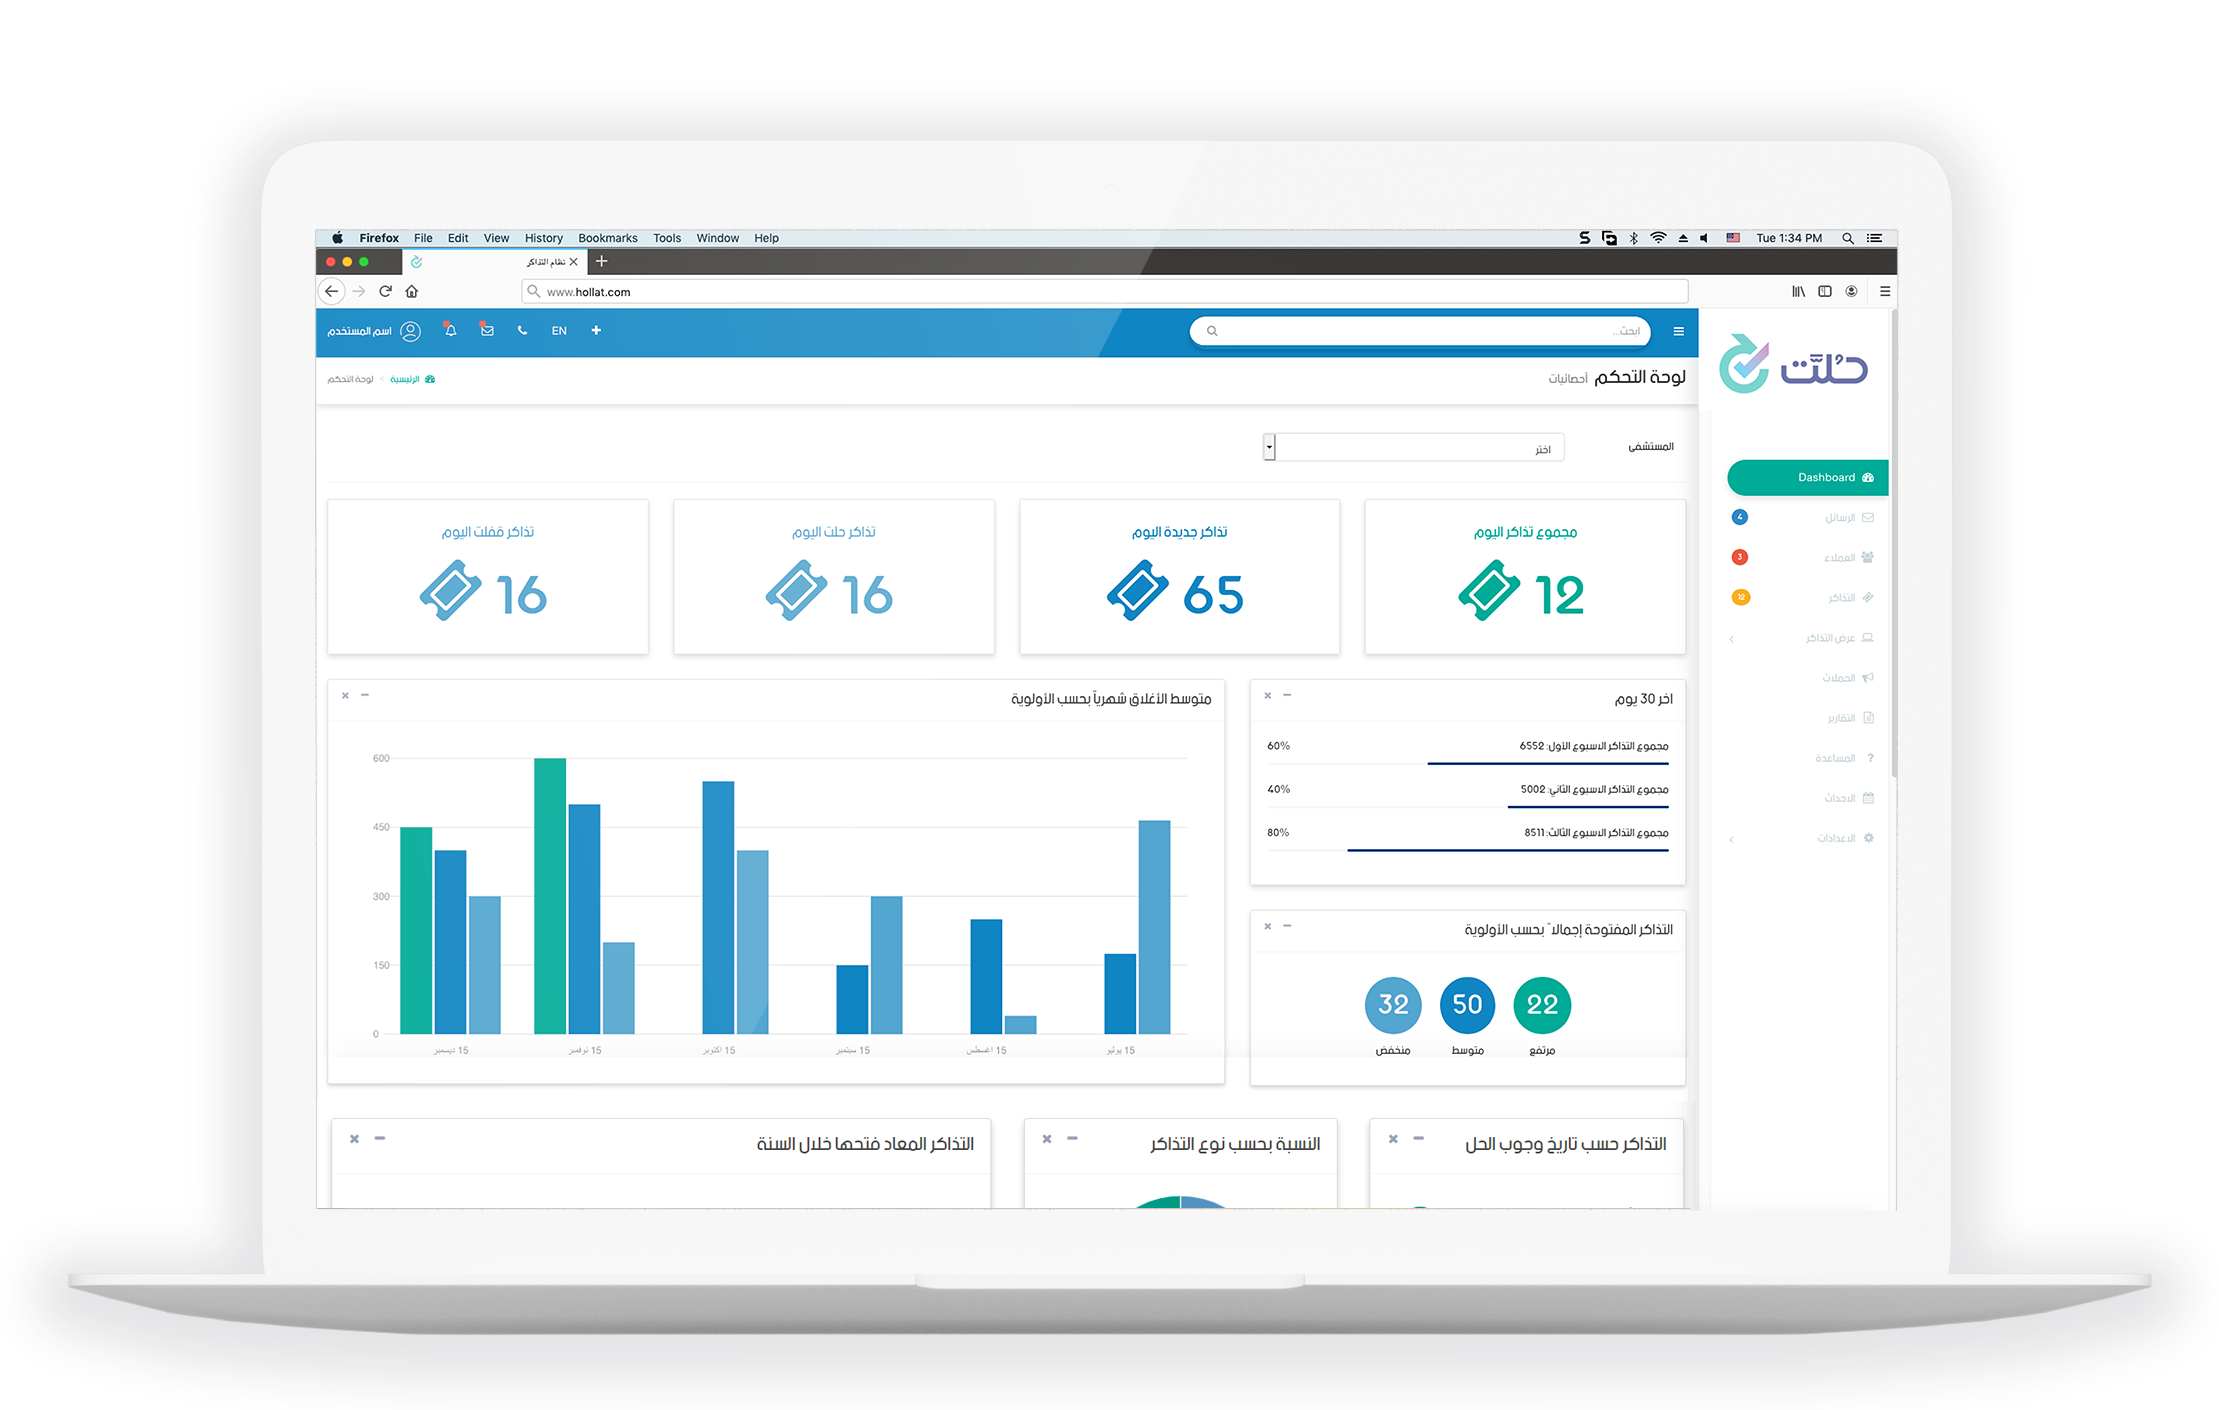 Firefox File Edit View History Bookmarks Tools Window Help
Tue 1:34 PM
نظام التذاكر
www.hollat.com
ابحث...
EN
اسم المستخدم
حلت
لوحة التحكم أحصائيات
الرئيسية > لوحة التحكم
المستشفى
اختر
Dashboard
الرسائل 4
العملاء 3
التذاكر 12
عرض التذاكر
الحملات
التقارير
? المساعدة
الاحداث
الاعدادات
مجموع تذاكر اليوم
12
تذاكر جديدة اليوم
65
تذاكر حلت اليوم
16
تذاكر قفلت اليوم
16
اخر 30 يوم
مجموع التذاكر الاسبوع الأول: 6552
60%
مجموع التذاكر الاسبوع الثاني: 5002
40%
مجموع التذاكر الاسبوع الثالث: 8511
80%
متوسط الأغلاق شهرياً بحسب الأولوية
600
450
300
150
0
15 يوليو
15 اغسطس
15 سبتمبر
15 اكتوبر
15 نوفمبر
15 ديسمبر
التذاكر المفتوحة إجمالاً بحسب الأولوية
22
50
32
مرتفع
متوسط
منخفض
التذاكر حسب تاريخ وجوب الحل
النسبة بحسب نوع التذاكر
التذاكر المعاد فتحها خلال السنة